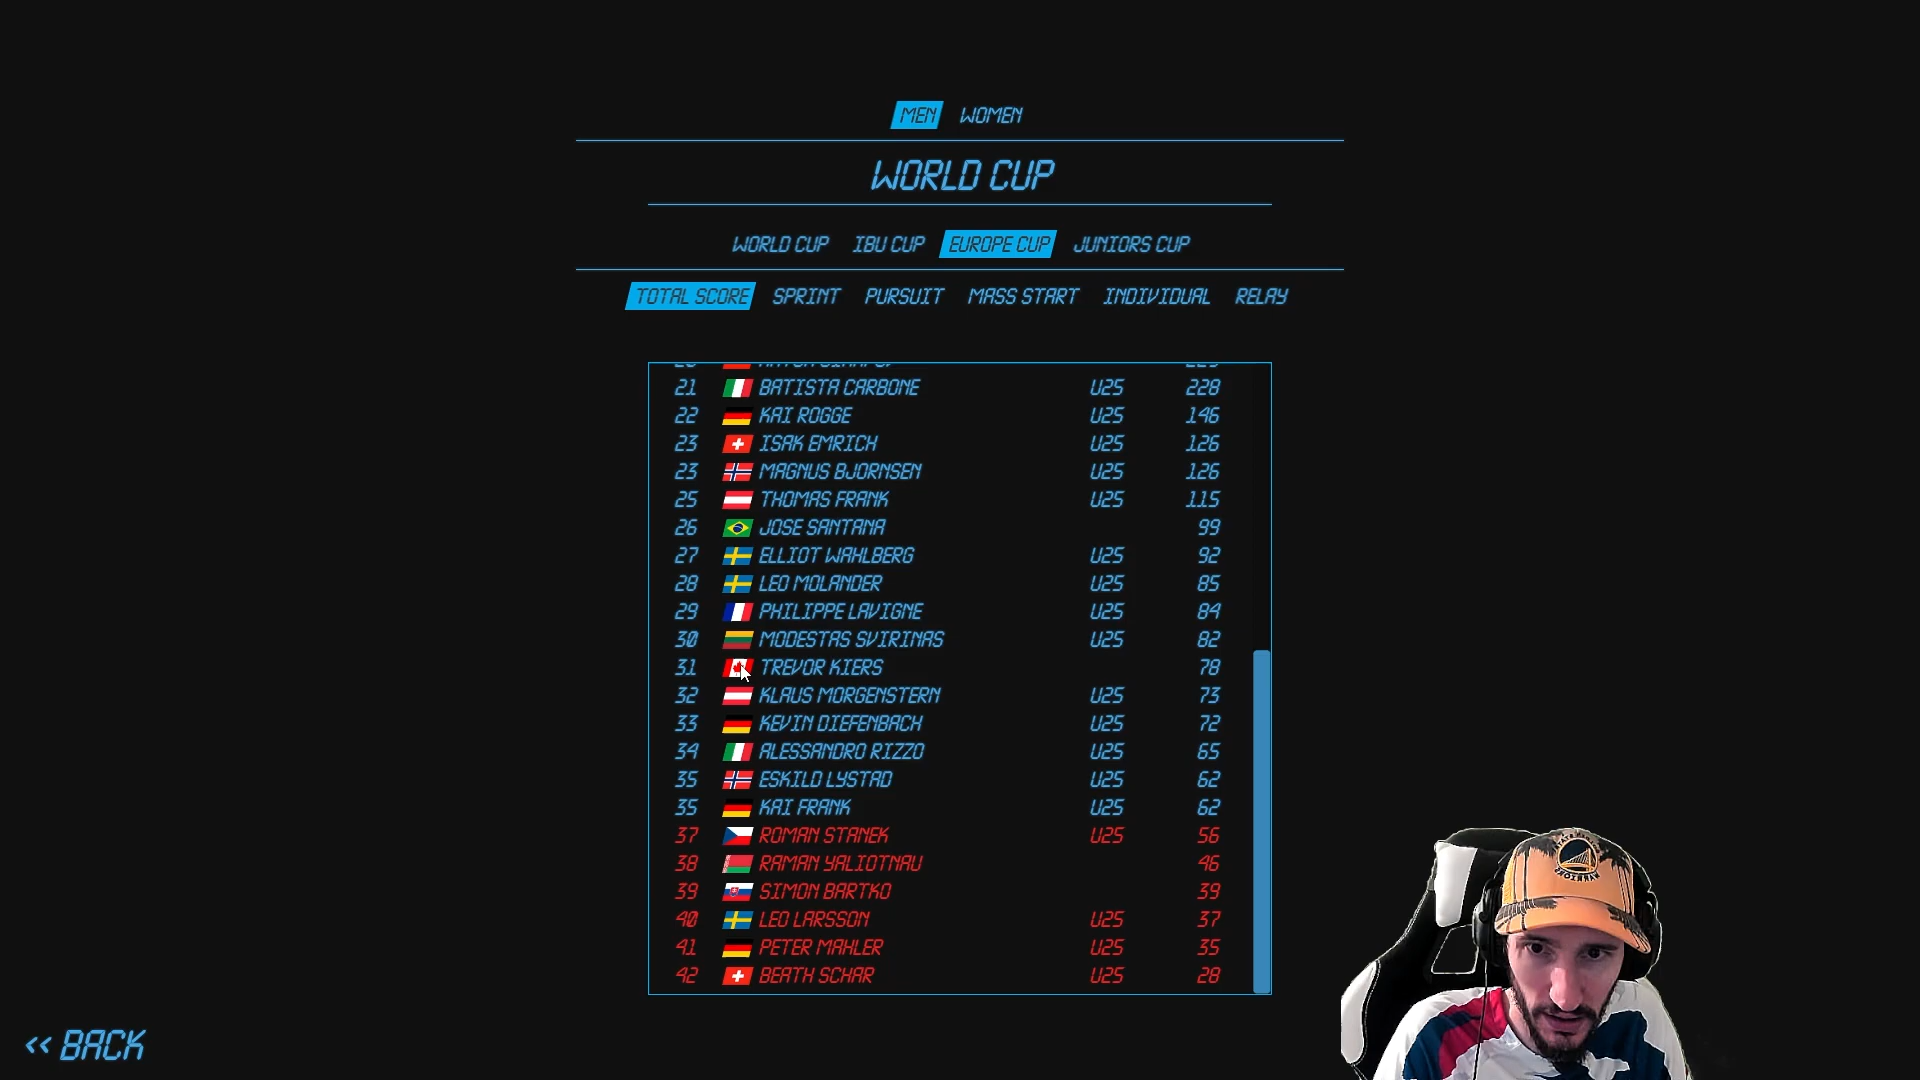 MEN WOMEN
WORLD CUP
WORLD CUP IBU CUP EUROPE CUP JUNIORS CUP
TOTAL SCORE SPRINT PURSUIT MASS START INDIVIDUAL RELAY
21 BATISTA CARBONE U25 228
22 KAI ROGGE U25 146
23 ISAK EMRICH U25 126
23 MAGNUS BJORNSEN U25 126
25 THOMAS FRANK U25 115
26 JOSE SANTANA 99
27 ELLIOT WAHLBERG U25 92
28 LEO MOLANDER U25 85
29 PHILIPPE LAVIGNE U25 84
30 MODESTAS SVIRINAS U25 82
31 TREVOR KIERS 78
32 KLAUS MORGENSTERN U25 73
33 KEVIN DIEFENBACH U25 72
34 ALESSANDRO RIZZO U25 65
35 ESKILD LYSTAD U25 62
35 KAI FRANK U25 62
37 ROMAN STANEK U25 56
38 RAMAN YALIOTNAU 46
39 SIMON BARTKO 39
40 LEO LARSSON U25 37
41 PETER MAHLER U25 35
42 BEATH SCHAR U25 28
<< BACK